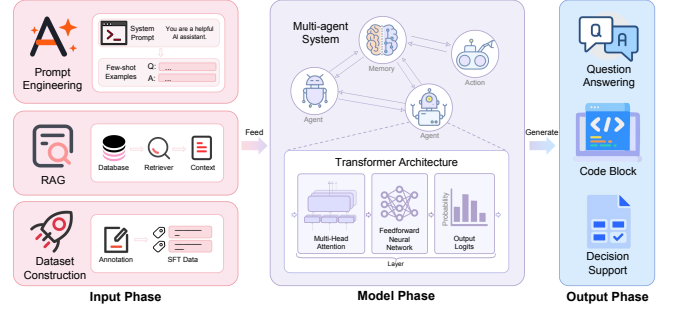 System
Prompt
You are a helpful
AI assistant.
Few-shot
Examples
Q: ...
A: ...
Prompt
Engineering
Database
Retriever
Context
RAG
Annotation
SFT Data
Dataset
Construction
Input Phase
Feed
Multi-agent
System
Memory
Action
Agent
Agent
Transformer Architecture
Multi-Head
Attention
Feedforward
Neural
Network
Probability
Output
Logits
Layer
Model Phase
Generate
Q
A
Question
Answering
</>
Code Block
Decision
Support
Output Phase